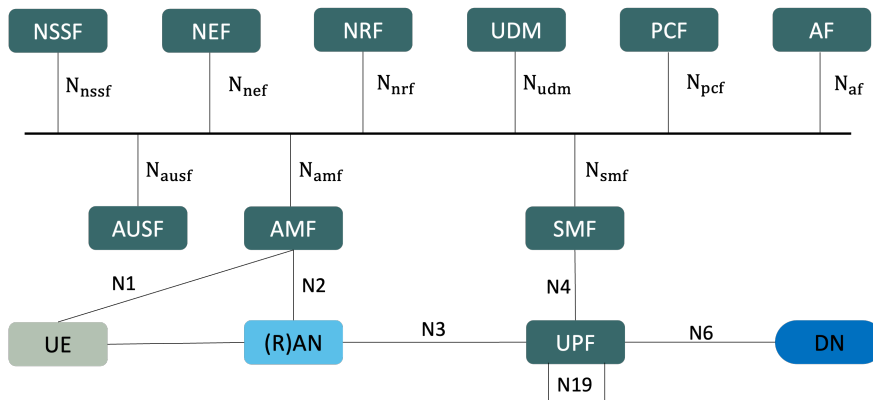 NSSF NEF NRF UDM PCF AF
Nnssf Nnef Nnrf Nudm Npcf Naf
Nausf Namf Nsmf
AUSF AMF SMF
N1 N2 N4
UE (R)AN N3 UPF N6 DN
N19